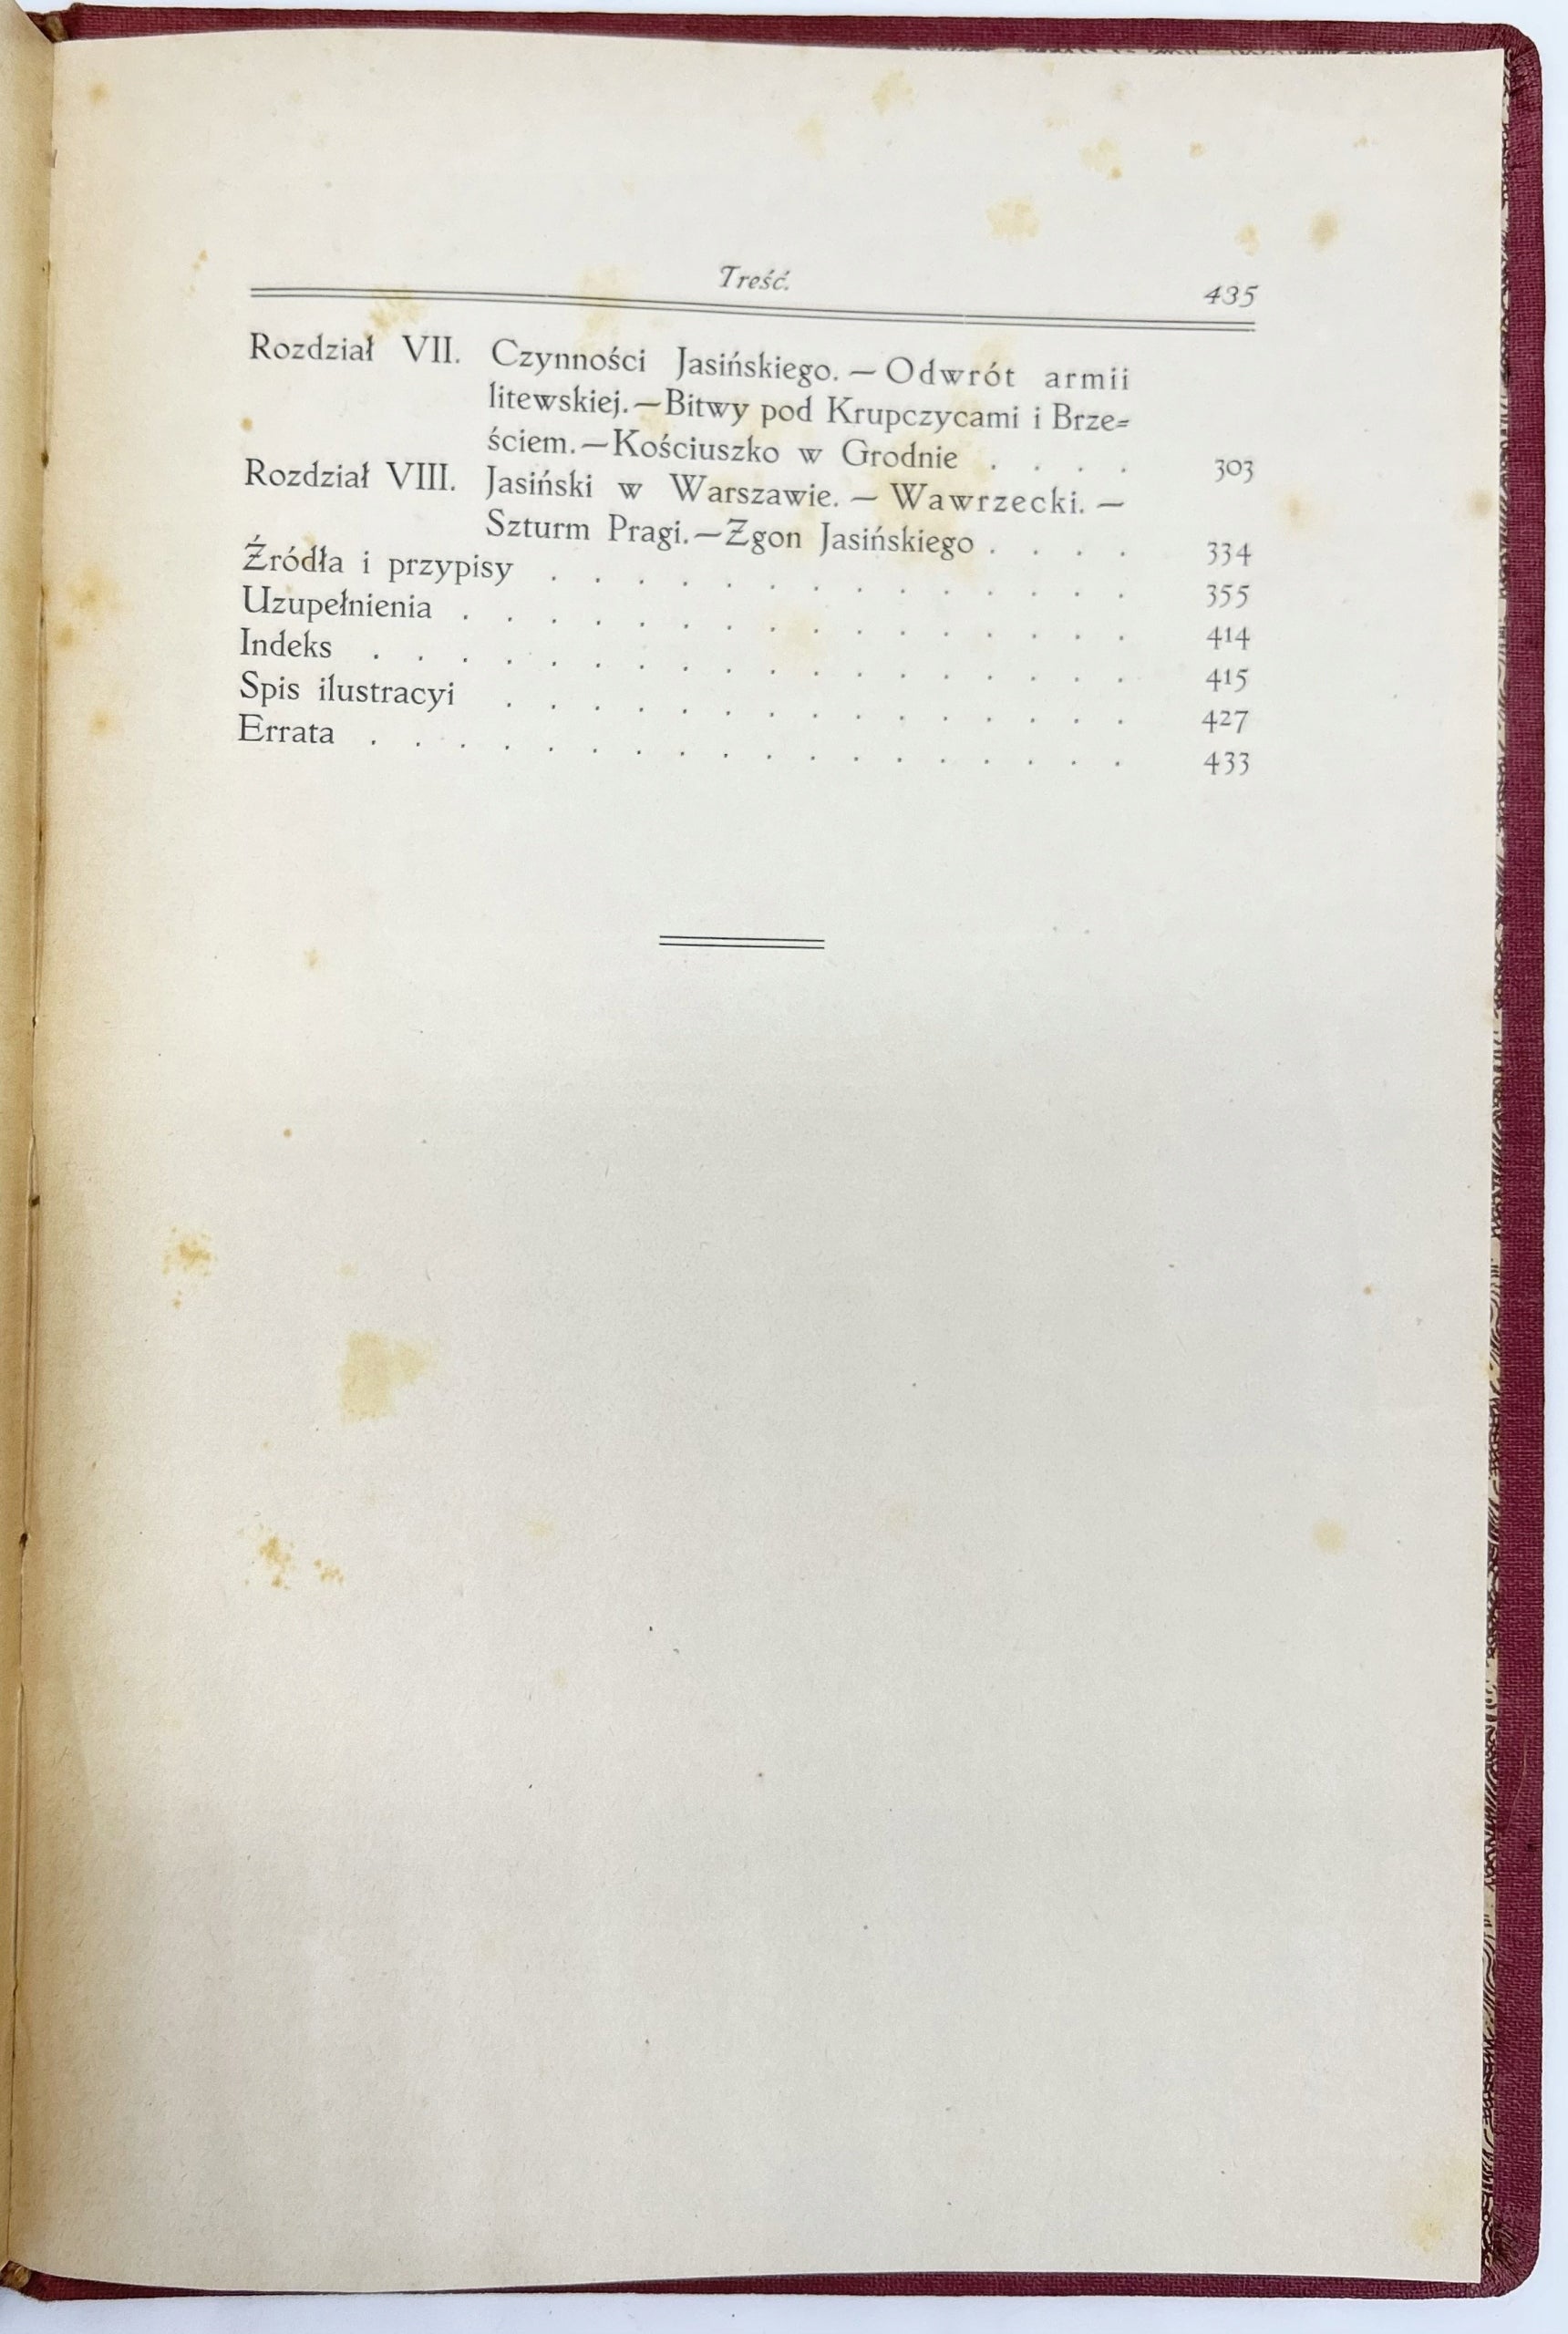 Treść.
435
Rozdział VII. Czynności Jasińskiego. — Odwrót armii
litewskiej. — Bitwy pod Krupczycami i Brze=
ściem. — Kościuszko w Grodnie . . . . 303
Rozdział VIII. Jasiński w Warszawie. — Wawrzecki. —
Szturm Pragi. — Zgon Jasińskiego . . . . 334
Źródła i przypisy . . . . . . . . . . . . . . 355
Uzupełnienia . . . . . . . . . . . . . . . . 414
Indeks . . . . . . . . . . . . . . . . . . 415
Spis ilustracyi . . . . . . . . . . . . . . . 427
Errata . . . . . . . . . . . . . . . . . . 433